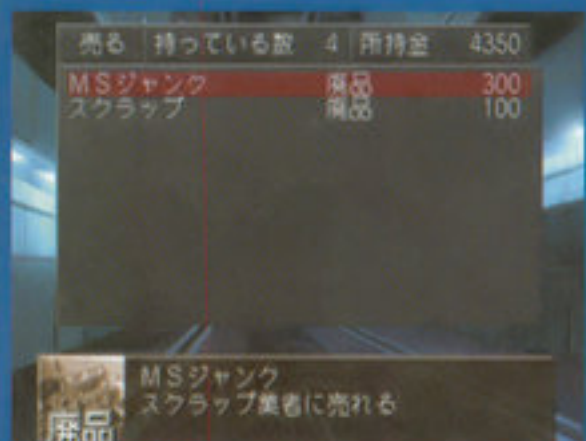 売る 持っている数 4 所持金 4350
MSジャンク 廃品 300
スクラップ 廃品 100
MSジャンク
スクラップ業者に売れる
廃品